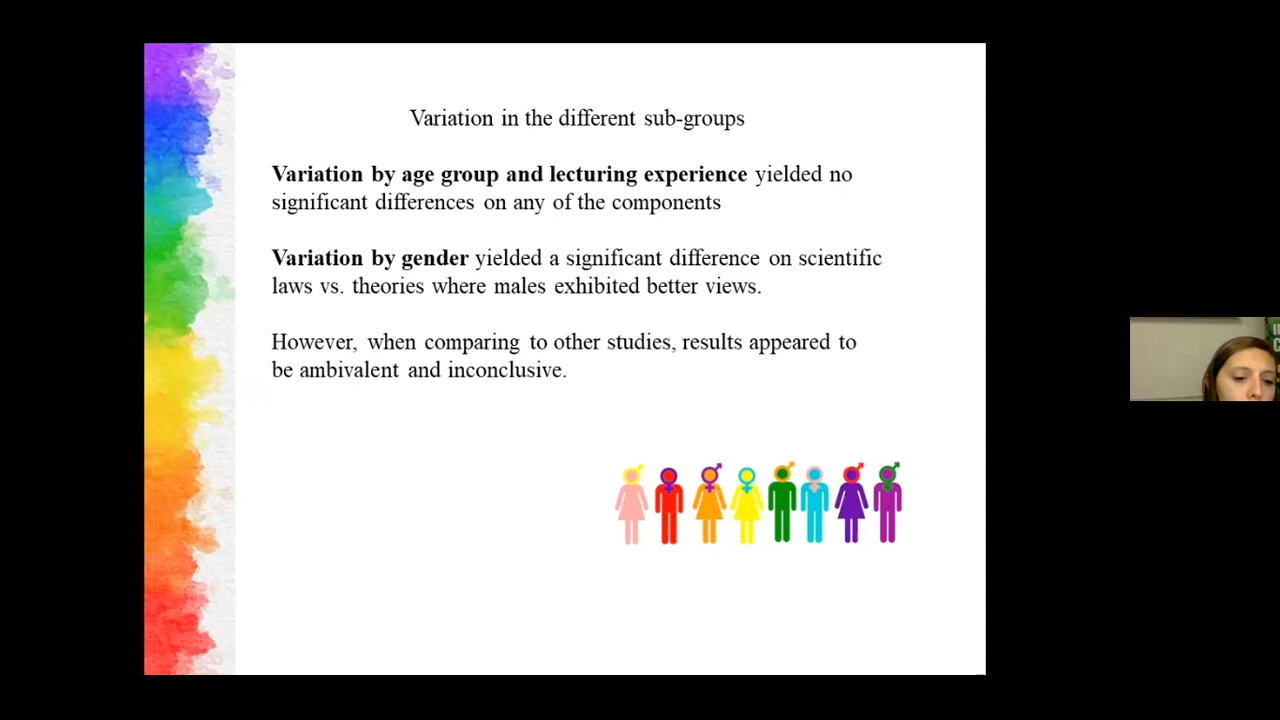 Variation in the different sub-groups
Variation by age group and lecturing experience yielded no
significant differences on any of the components
Variation by gender yielded a significant difference on scientific
laws vs. theories where males exhibited better views.
However, when comparing to other studies, results appeared to
be ambivalent and inconclusive.